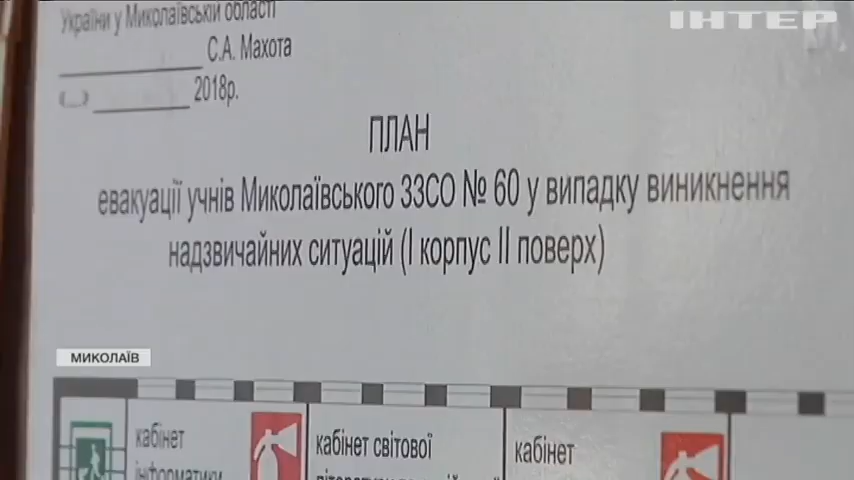 України у Миколаївській області
ІНТЕР
С.А. Махота
2018р.
ПЛАН
евакуації учнів Миколаївського ЗЗСО № 60 у випадку виникнення
надзвичайних ситуацій (І корпус ІІ поверх)
МИКОЛАЇВ
кабінет
інформатики
кабінет світової
кабінет